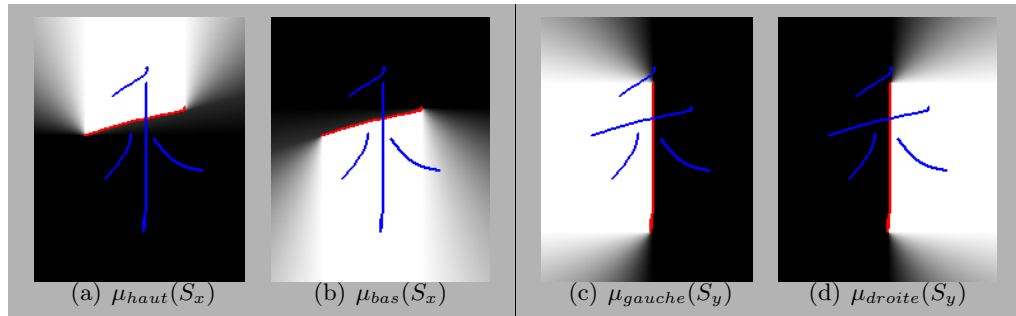 (a) μ_haut(S_x) (b) μ_bas(S_x) (c) μ_gauche(S_y) (d) μ_droite(S_y)